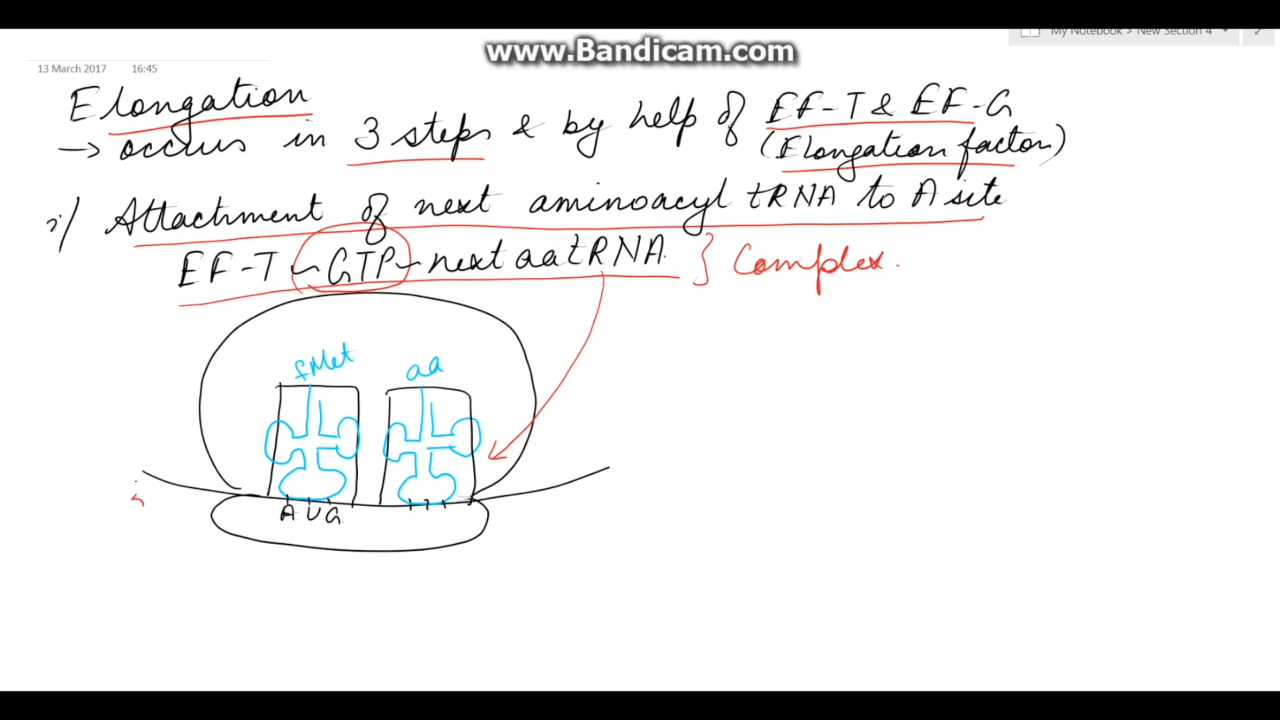 www.Bandicam.com
My Notebook > New Section 4
13 March 2017 16:45
Elongation
→ occurs in 3 steps & by help of EF-T & EF-G
(Elongation factor)
i) Attachment of next aminoacyl tRNA to A site
EF-T - GTP - next aatRNA } Complex.
fMet aa
AUG